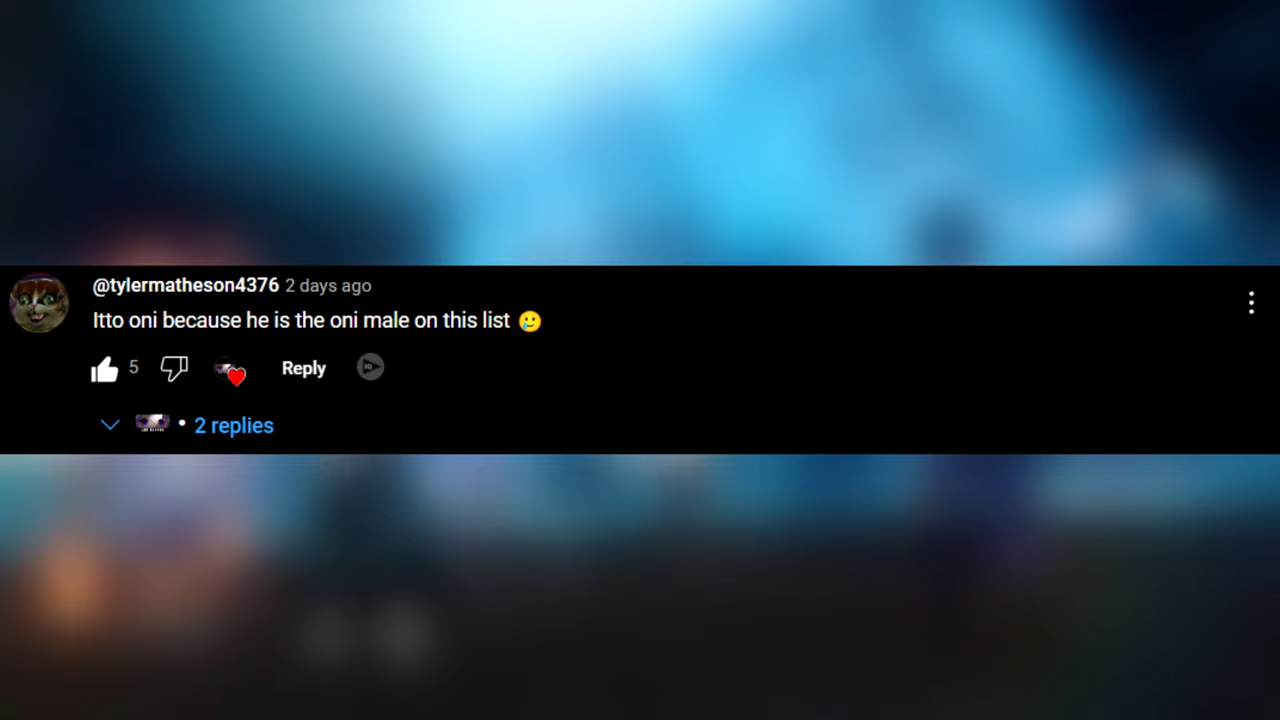 @tylermatheson4376 2 days ago
Itto oni because he is the oni male on this list 🥲
5 Reply
• 2 replies